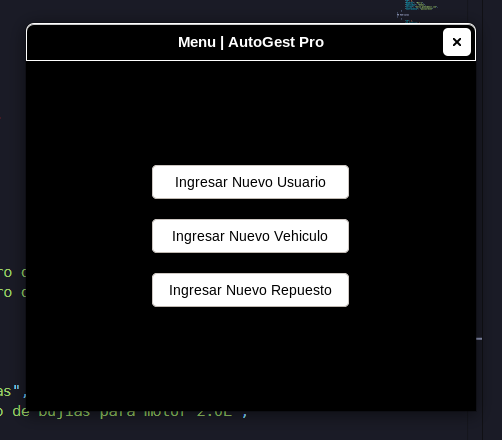 Menu | AutoGest Pro
Ingresar Nuevo Usuario
Ingresar Nuevo Vehiculo
ro
ro
Ingresar Nuevo Repuesto
as",
de bujias para motor 2.0L",